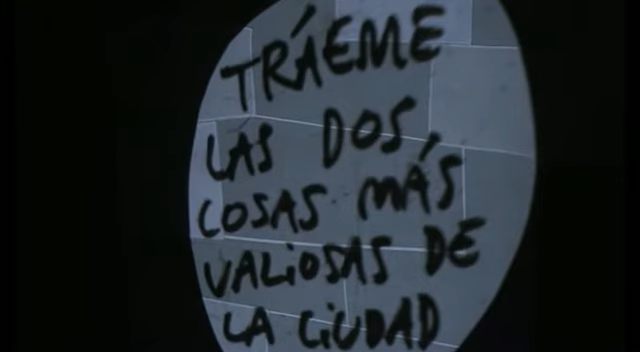 TRÁEME
LAS DOS
COSAS MÁS
VALIOSAS DE
LA CIUDAD